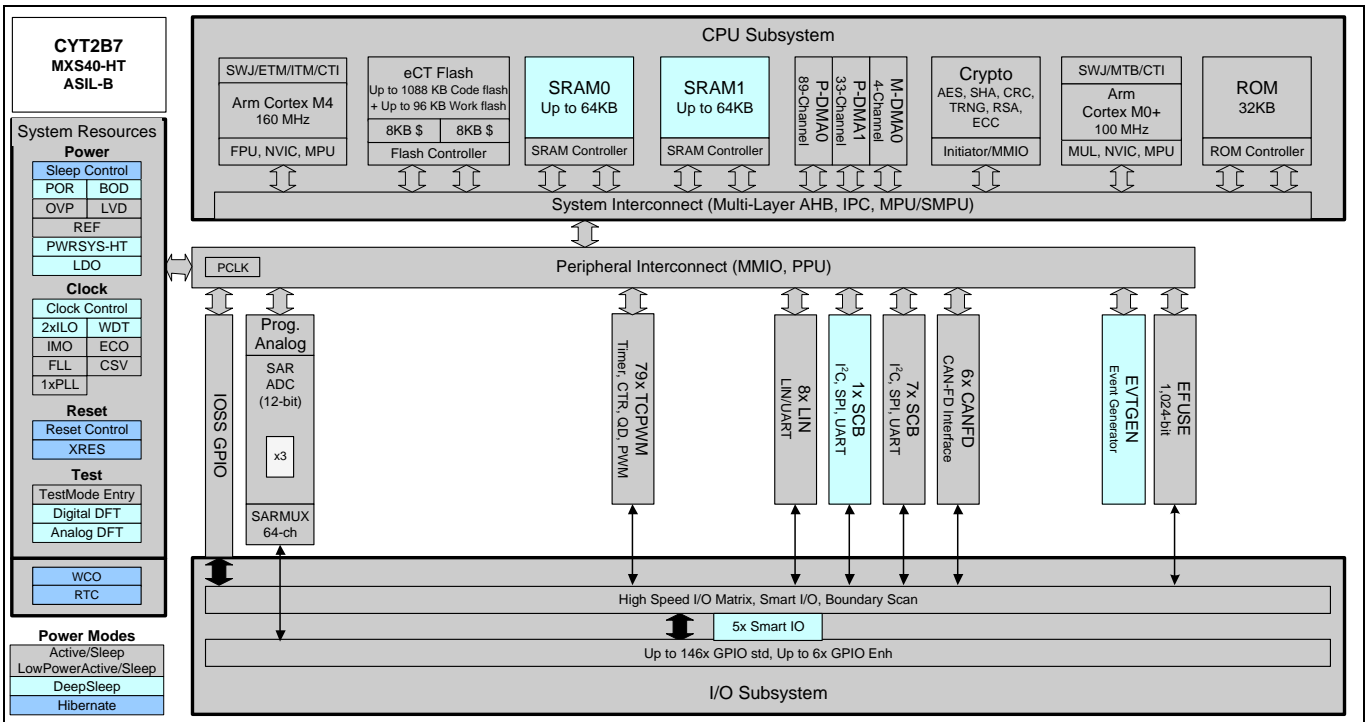 CYT2B7
MXS40-HT
ASIL-B
System Resources
Power
Sleep Control
POR BOD
OVP LVD
REF
PWRSYS-HT
LDO
Clock
Clock Control
2xILO WDT
IMO ECO
FLL CSV
1xPLL
Reset
Reset Control
XRES
Test
TestMode Entry
Digital DFT
Analog DFT
WCO
RTC
Power Modes
Active/Sleep
LowPowerActive/Sleep
DeepSleep
Hibernate
CPU Subsystem
SWJ/ETM/ITM/CTI
Arm Cortex M4
160 MHz
FPU, NVIC, MPU
eCT Flash
Up to 1088 KB Code flash
+ Up to 96 KB Work flash
8KB $ 8KB $
Flash Controller
SRAM0
Up to 64KB
SRAM Controller
SRAM1
Up to 64KB
SRAM Controller
P-DMA0
89-Channel
P-DMA1
33-Channel
M-DMA0
4-Channel
Crypto
AES, SHA, CRC,
TRNG, RSA,
ECC
Initiator/MMIO
SWJ/MTB/CTI
Arm
Cortex M0+
100 MHz
MUL, NVIC, MPU
ROM
32KB
ROM Controller
System Interconnect (Multi-Layer AHB, IPC, MPU/SMPU)
PCLK
Peripheral Interconnect (MMIO, PPU)
IOSS GPIO
Prog.
Analog
SAR
ADC
(12-bit)
x3
SARMUX
64-ch
79x TCPWM
Timer, CTR, QD, PWM
8x LIN
LIN/UART
1x SCB
I²C, SPI, UART
7x SCB
I²C, SPI, UART
6x CANFD
CAN-FD Interface
EVTGEN
Event Generator
EFUSE
1,024-bit
High Speed I/O Matrix, Smart I/O, Boundary Scan
5x Smart IO
Up to 146x GPIO std, Up to 6x GPIO Enh
I/O Subsystem